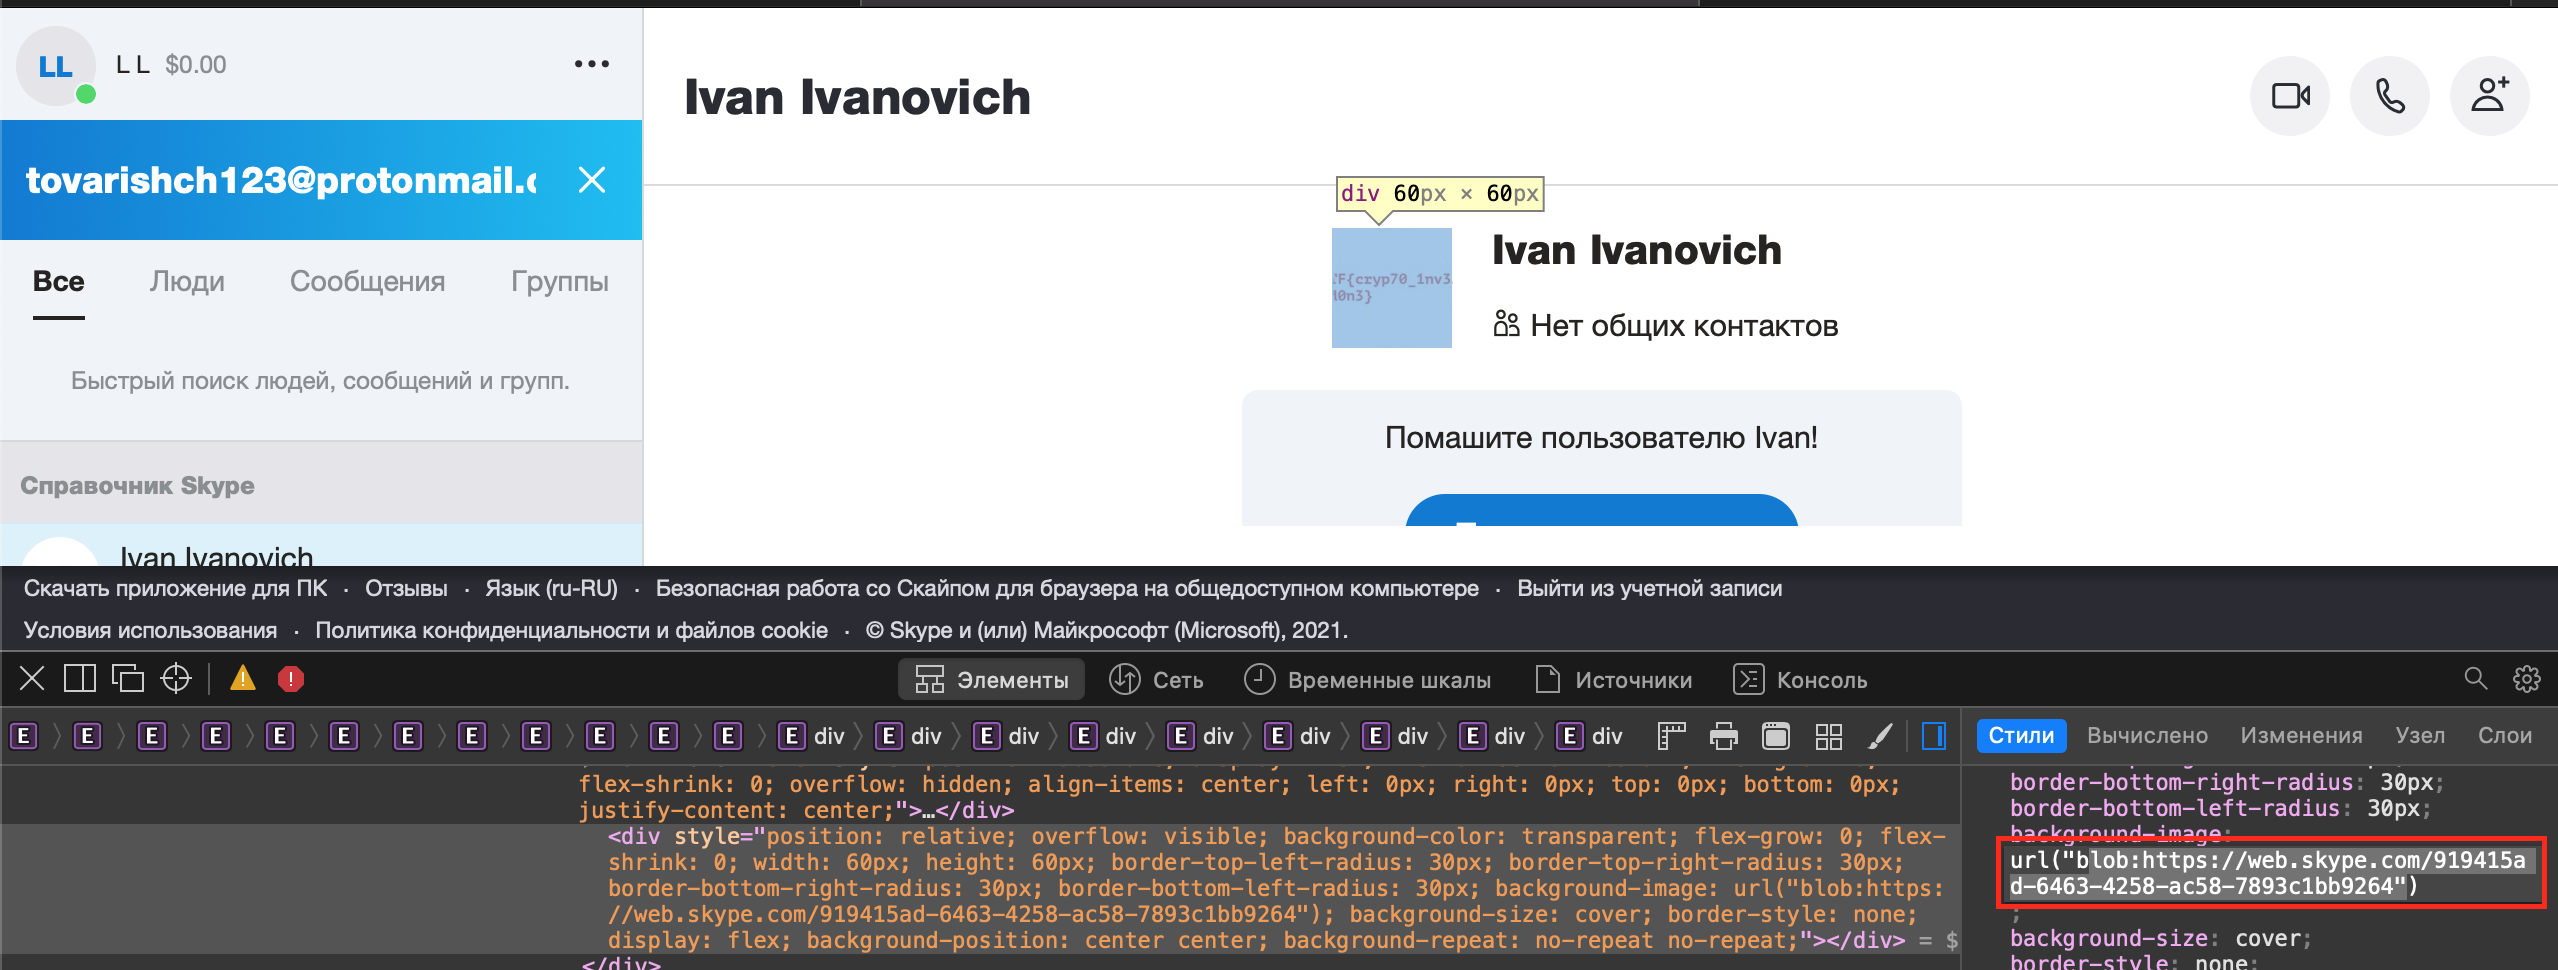 LL
L L $0.00
Ivan Ivanovich
tovarishch123@protonmail.c
Все Люди Сообщения Группы
Быстрый поиск людей, сообщений и групп.
Справочник Skype
Ivan Ivanovich
div 60px × 60px
F{cryp70_1nv3
0n3}
Ivan Ivanovich
Нет общих контактов
Помашите пользователю Ivan!
Скачать приложение для ПК · Отзывы · Язык (ru-RU) · Безопасная работа со Скайпом для браузера на общедоступном компьютере · Выйти из учетной записи
Условия использования · Политика конфиденциальности и файлов cookie · © Skype и (или) Майкрософт (Microsoft), 2021.
Элементы Сеть Временные шкалы Источники Консоль
E E E E E E E E E E E E E div E div E div E div E div E div E div E div E div
Стили Вычислено Изменения Узел Слои
flex-shrink: 0; overflow: hidden; align-items: center; left: 0px; right: 0px; top: 0px; bottom: 0px;
justify-content: center;">…</div>
<div style="position: relative; overflow: visible; background-color: transparent; flex-grow: 0; flex-
shrink: 0; width: 60px; height: 60px; border-top-left-radius: 30px; border-top-right-radius: 30px;
border-bottom-right-radius: 30px; border-bottom-left-radius: 30px; background-image: url("blob:https:
//web.skype.com/919415ad-6463-4258-ac58-7893c1bb9264"); background-size: cover; border-style: none;
display: flex; background-position: center center; background-repeat: no-repeat no-repeat;"></div> = $
</div>
border-bottom-right-radius: 30px;
border-bottom-left-radius: 30px;
background-image:
url("blob:https://web.skype.com/919415a
d-6463-4258-ac58-7893c1bb9264")
;
background-size: cover;
border-style: none;